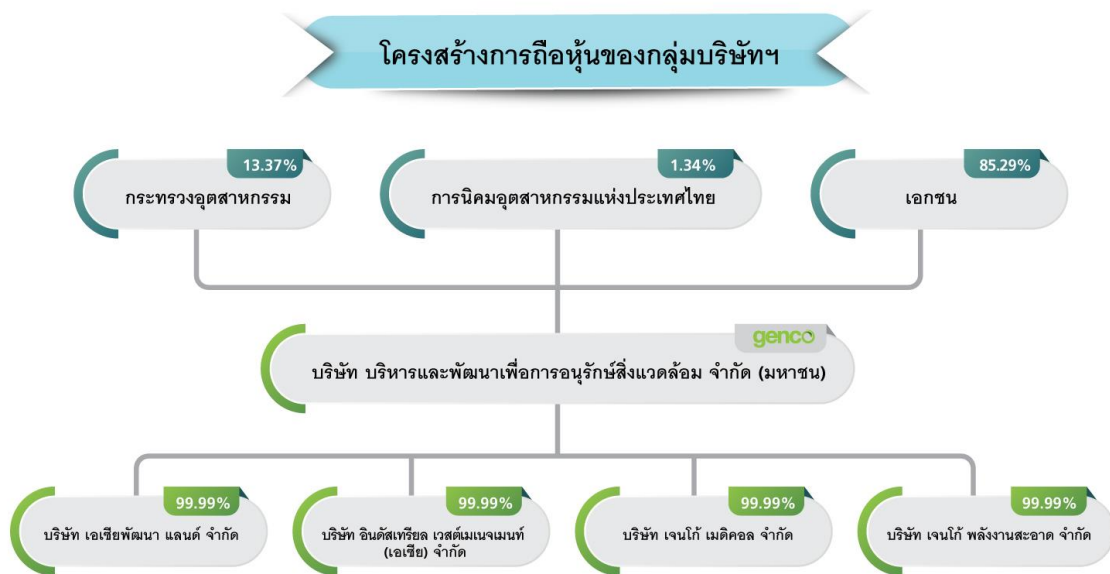 โครงสร้างการถือหุ้นของกลุ่มบริษัทฯ
13.37%
กระทรวงอุตสาหกรรม
1.34%
การนิคมอุตสาหกรรมแห่งประเทศไทย
85.29%
เอกชน
genco
บริษัท บริหารและพัฒนาเพื่อการอนุรักษ์สิ่งแวดล้อม จำกัด (มหาชน)
99.99%
บริษัท เอเชียพัฒนา แลนด์ จำกัด
99.99%
บริษัท อินดัสเทรียล เวสต์เมเนจเมนท์
(เอเซีย) จำกัด
99.99%
บริษัท เจนโก้ เมดิคอล จำกัด
99.99%
บริษัท เจนโก้ พลังงานสะอาด จำกัด